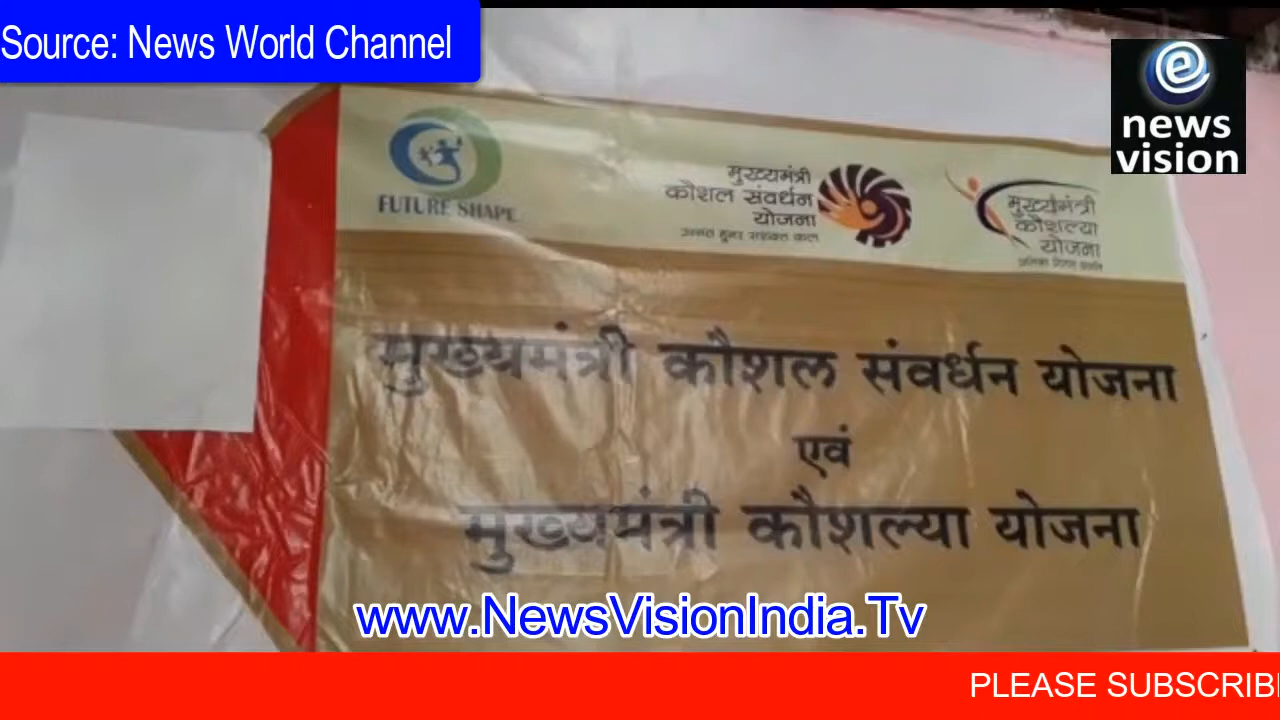 Source: News World Channel
e
news
vision
FUTURE SHAPE
मुख्यमंत्री
कौशल संवर्धन
योजना
मुख्यमंत्री
कौशल्या
योजना
मुख्यमंत्री कौशल संवर्धन योजना
एवं
मुख्यमंत्री कौशल्या योजना
www.NewsVisionIndia.Tv
PLEASE SUBSCRIB